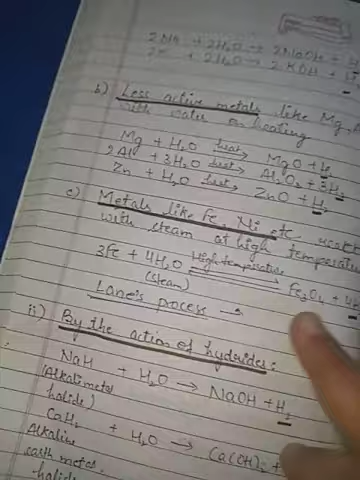 2Na + 2H2O → 2NaOH +
2K + 2H2O → 2KOH +
b) Less active metals like Mg,
with water on heating
Mg + H2O heat→ MgO + H2
2Al + 3H2O heat→ Al2O3 + 3H2
Zn + H2O heat→ ZnO + H2
c) Metals like Fe, Ni etc. react
with steam at high temperature
3Fe + 4H2O High temperature Fe3O4 + 4H
(steam)
Lane's process →
ii) By the action of hydrides:
NaH + H2O → NaOH + H2
(Alkali metal
halide)
CaH2 + H2O → Ca(OH)2 +
Alkaline
earth metal
halide